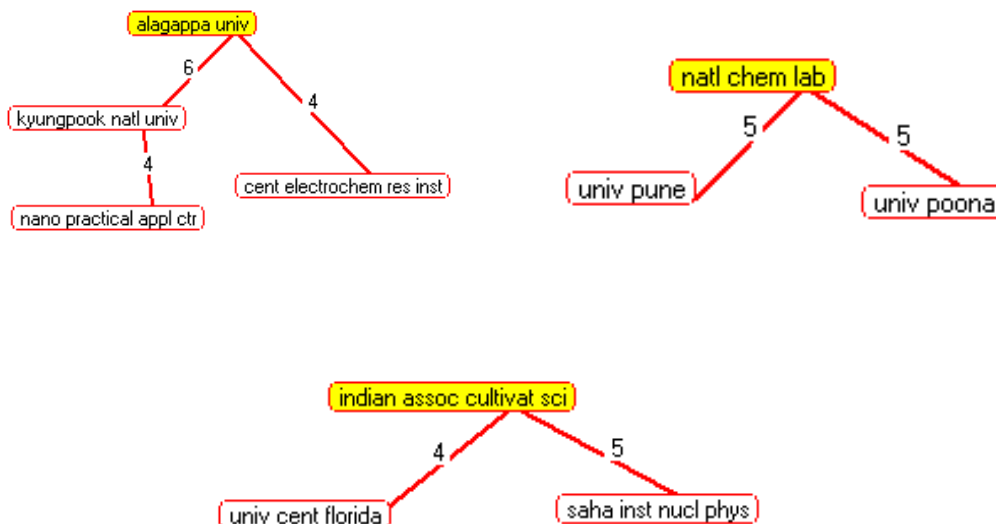 alagappa univ
6
4
kyungpook natl univ
4
cent electrochem res inst
nano practical appl ctr
natl chem lab
5
5
univ pune
univ poona
indian assoc cultivat sci
4
5
univ cent florida
saha inst nucl phys